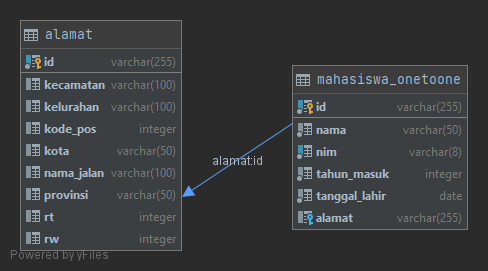 alamat
id varchar(255)
kecamatan varchar(100)
kelurahan varchar(100)
kode_pos integer
kota varchar(50)
nama_jalan varchar(100)
provinsi varchar(50)
rt integer
rw integer
alamat:id
mahasiswa_onetoone
id varchar(255)
nama varchar(50)
nim varchar(8)
tahun_masuk integer
tanggal_lahir date
alamat varchar(255)
Powered by yFiles